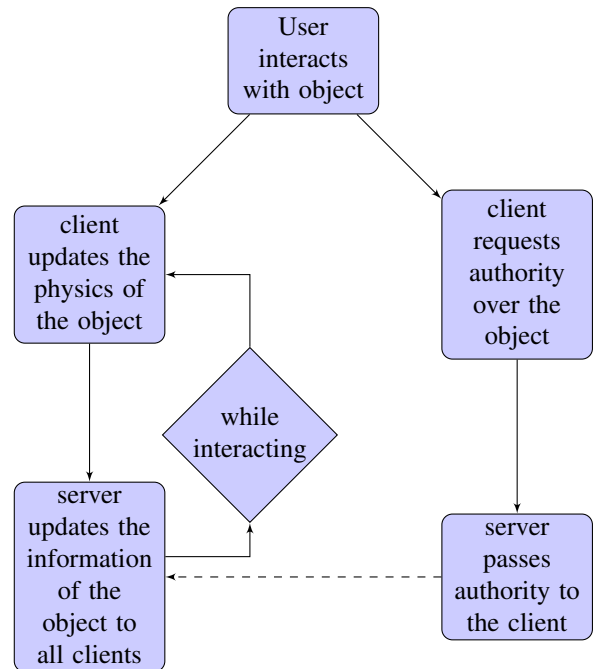 User
interacts
with object
client
updates the
physics of
the object
client
requests
authority
over the
object
while
interacting
server
updates the
information
of the
object to
all clients
server
passes
authority to
the client